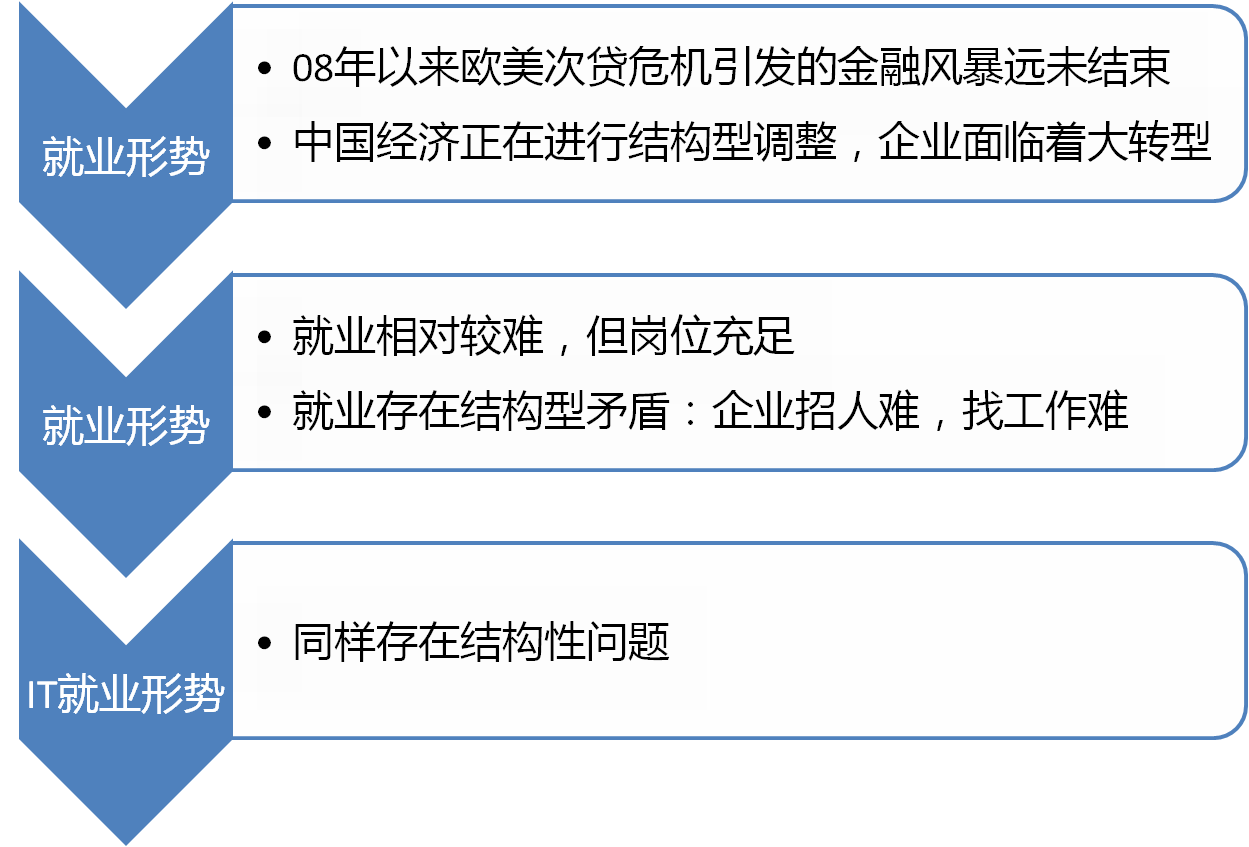 就业形势
• 08年以来欧美次贷危机引发的金融风暴远未结束
• 中国经济正在进行结构型调整，企业面临着大转型
就业形势
• 就业相对较难，但岗位充足
• 就业存在结构型矛盾：企业招人难，找工作难
IT就业形势
• 同样存在结构性问题